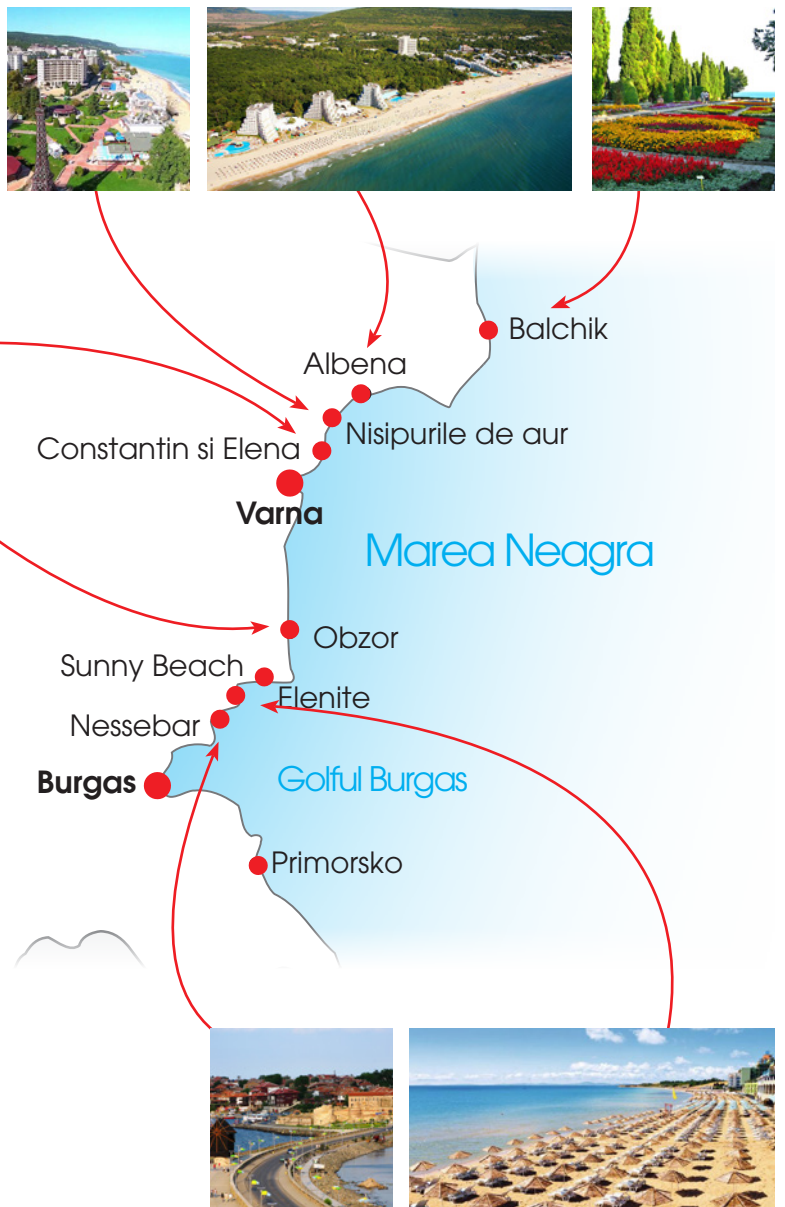 Balchik
Albena
Nisipurile de aur
Constantin si Elena
Varna
Marea Neagra
Obzor
Sunny Beach
Elenite
Nessebar
Burgas
Golful Burgas
Primorsko